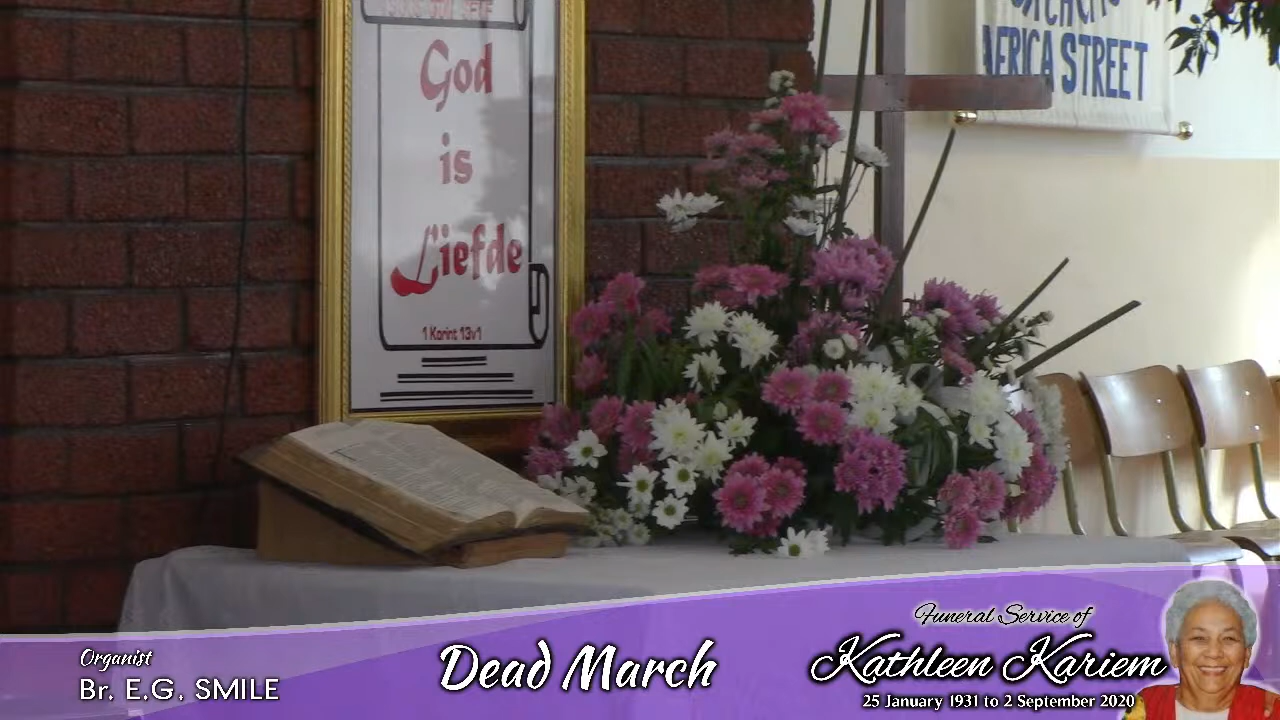 God
is
Liefde
1 Korint 13v1
AFRICA STREET
Organist
Br. E.G. SMILE
Dead March
Funeral Service of
Kathleen Kariem
25 January 1931 to 2 September 2020